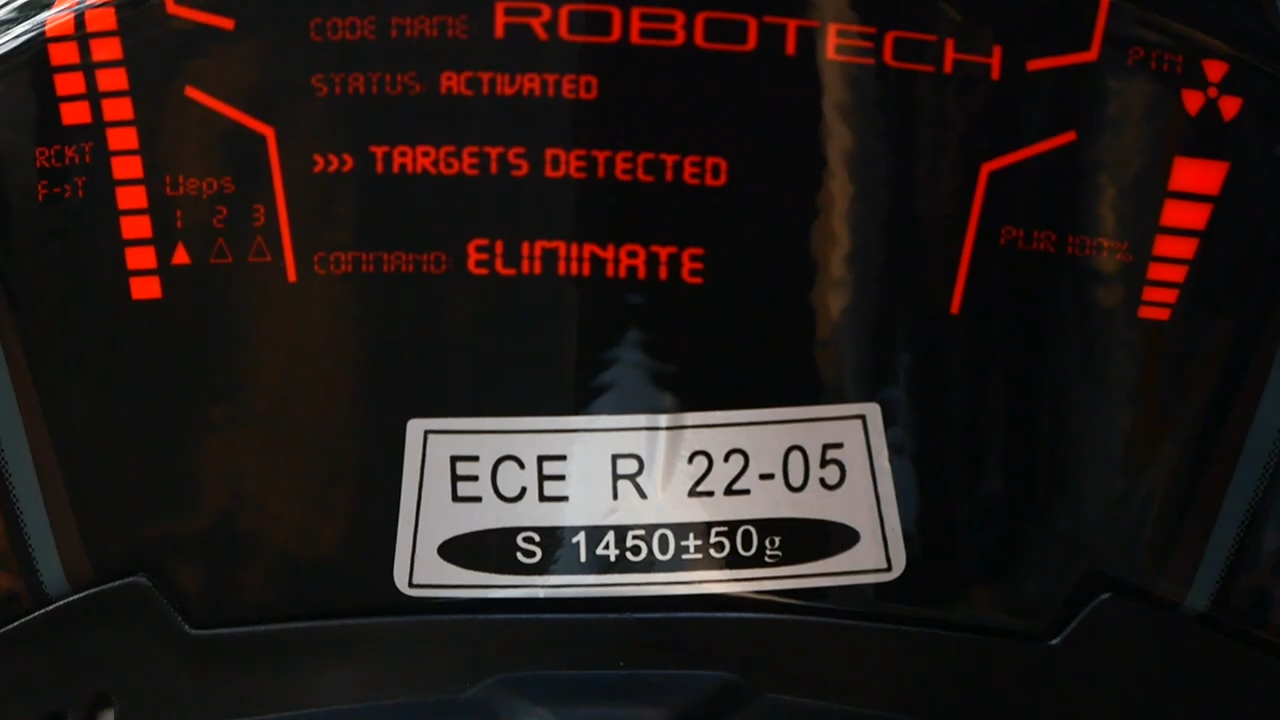 CODE NAME: ROBOTECH
STATUS: ACTIVATED
>>> TARGETS DETECTED
COMMAND: ELIMINATE
RCKT
F->T
Weps
1 2 3
PTN
PWR 100%
ECE R 22-05
S 1450±50g